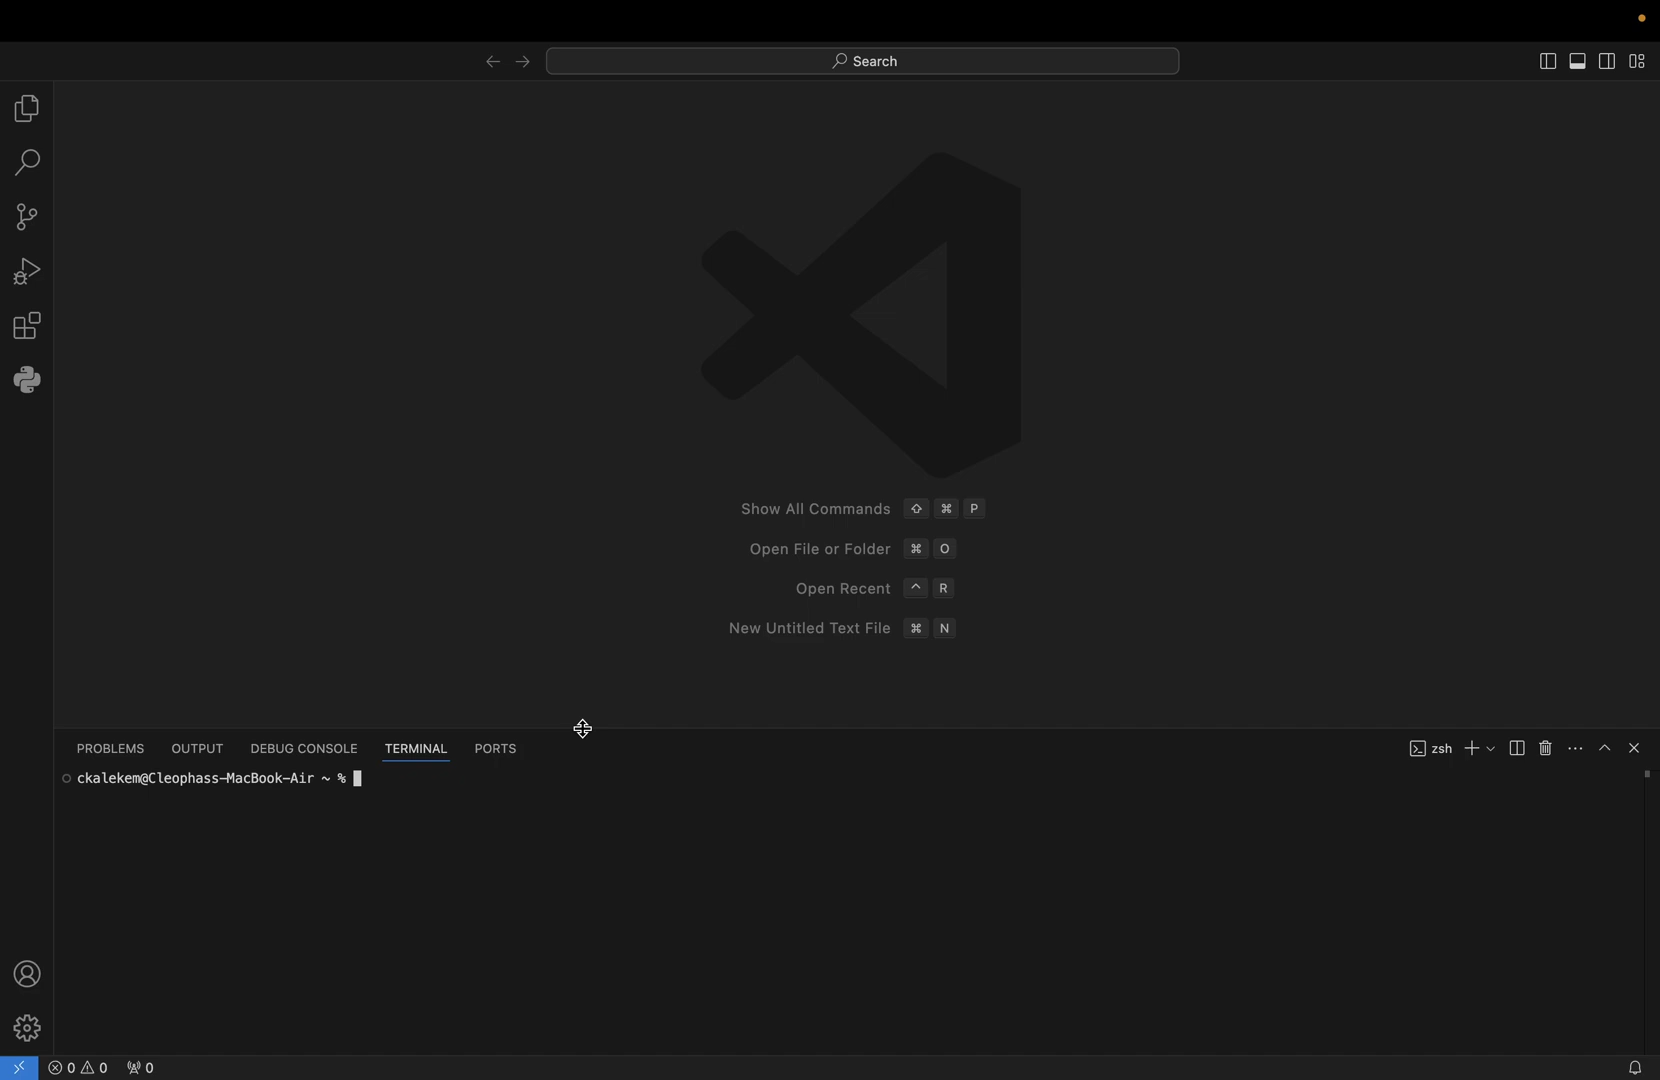 Search
Show All Commands ⇧ ⌘ P
Open File or Folder ⌘ O
Open Recent ^ R
New Untitled Text File ⌘ N
PROBLEMS OUTPUT DEBUG CONSOLE TERMINAL PORTS zsh
ckalekem@Cleophass-MacBook-Air ~ %
0 0 0